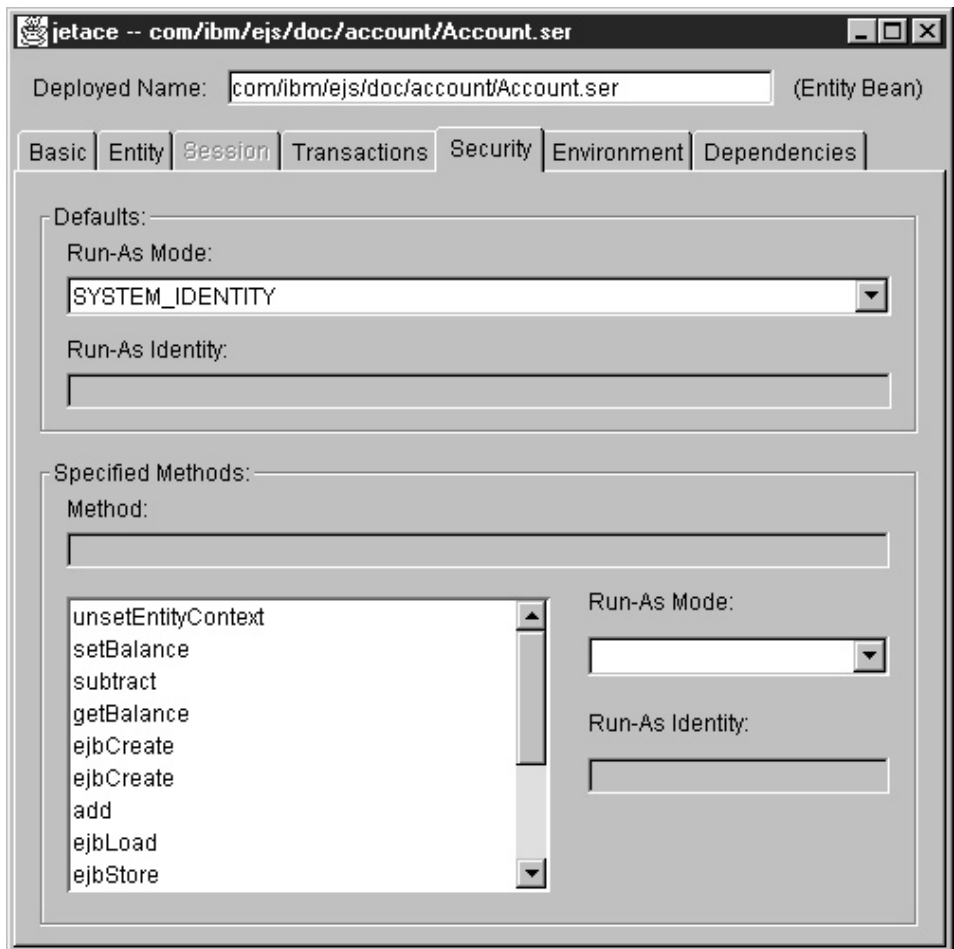 jetace -- com/ibm/ejs/doc/account/Account.ser
Deployed Name: com/ibm/ejs/doc/account/Account.ser (Entity Bean)
Basic Entity Session Transactions Security Environment Dependencies
Defaults:
Run-As Mode:
SYSTEM_IDENTITY
Run-As Identity:
Specified Methods:
Method:
unsetEntityContext
setBalance
subtract
getBalance
ejbCreate
ejbCreate
add
ejbLoad
ejbStore
Run-As Mode:
Run-As Identity: